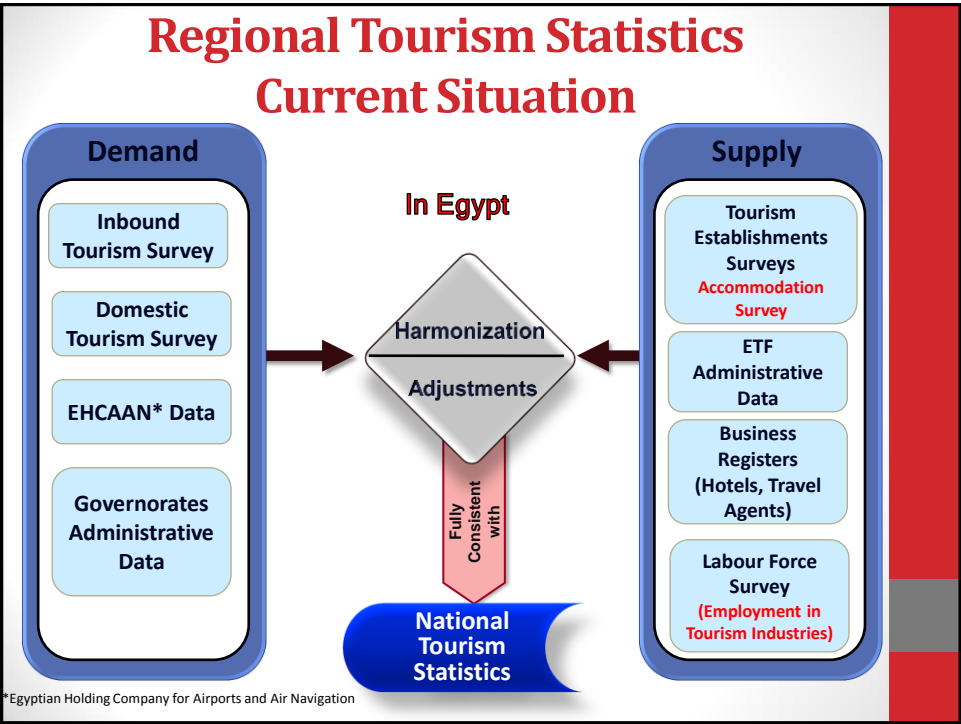 Regional Tourism Statistics
Current Situation
Demand
Inbound
Tourism Survey
Domestic
Tourism Survey
EHCAAN* Data
Governorates
Administrative
Data
In Egypt
Harmonization
Adjustments
Fully
Consistent
with
National
Tourism
Statistics
Supply
Tourism
Establishments
Surveys
Accommodation
Survey
ETF
Administrative
Data
Business
Registers
(Hotels, Travel
Agents)
Labour Force
Survey
(Employment in
Tourism Industries)
*Egyptian Holding Company for Airports and Air Navigation